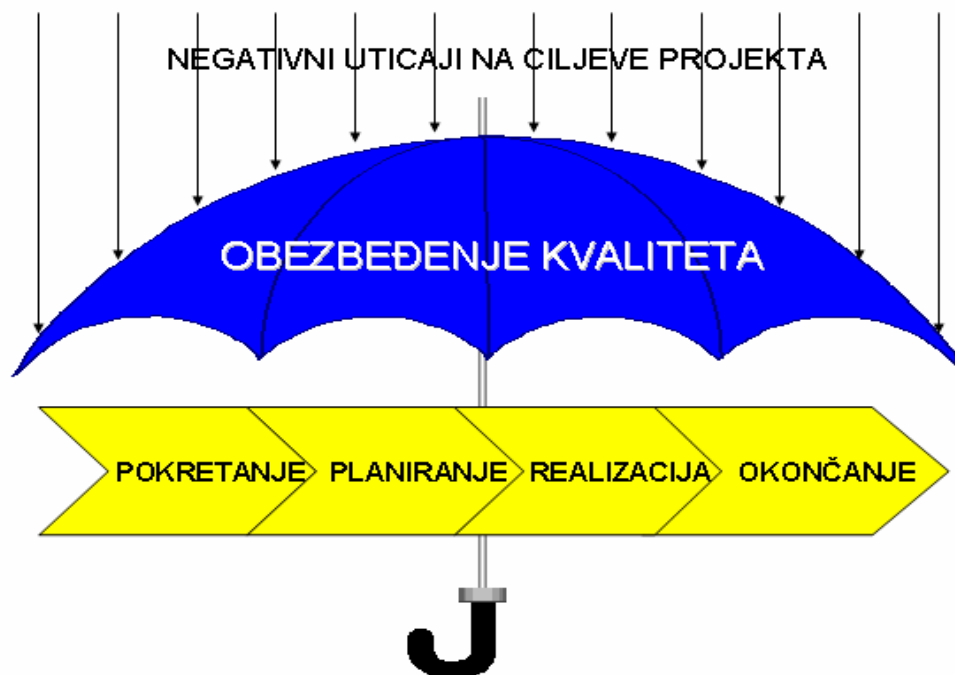 NEGATIVNI UTICAJI NA CILJEVE PROJEKTA
OBEZBEĐENJE KVALITETA
POKRETANJE
PLANIRANJE
REALIZACIJA
OKONČANJE